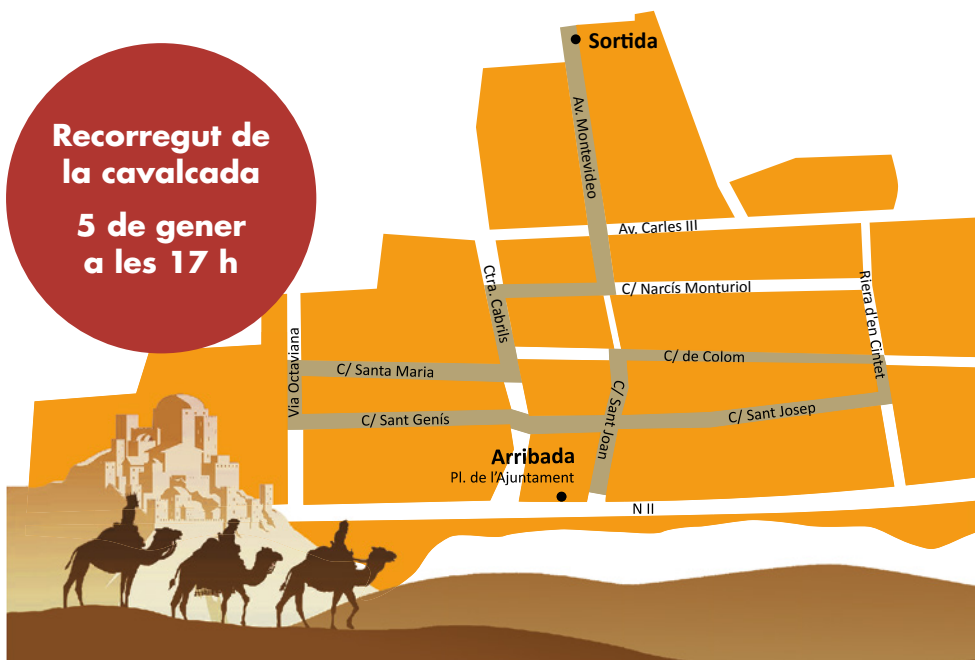 Recorregut de
la cavalcada
5 de gener
a les 17 h
Sortida
Av. Montevideo
Av. Carles III
Ctra. Cabrils
C/ Narcís Monturiol
Riera d'en Cintet
Via Octaviana
C/ Santa Maria
C/ de Colom
C/ Sant Genís
C/ Sant Joan
C/ Sant Josep
Arribada
Pl. de l'Ajuntament
N II